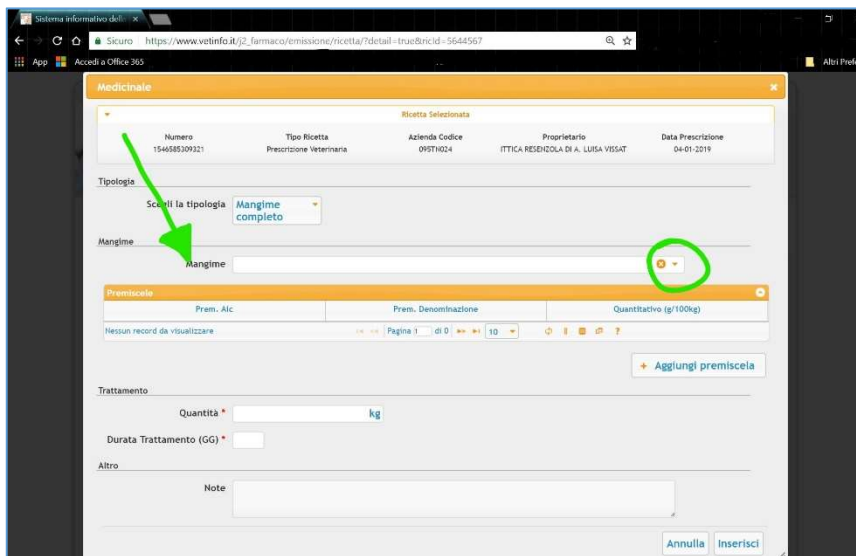 Sistema informativo dell
Sicuro https://www.vetinfo.it/j2_farmaco/emissione/ricetta/?detail=true&ricId=5644567
App Accedi a Office 365 Altri Prefe
Medicinale
Ricetta Selezionata
Numero Tipo Ricetta Azienda Codice Proprietario Data Prescrizione
1546585309321 Prescrizione Veterinaria 095TN024 ITTICA RESENZOLA DI A. LUISA VISSAT 04-01-2019
Tipologia
Scegli la tipologia Mangime
completo
Mangime
Mangime
Premiscele
Prem. Aic Prem. Denominazione Quantitativo (g/100kg)
Nessun record da visualizzare Pagina 1 di 0 10 ?
+ Aggiungi premiscela
Trattamento
Quantità * kg
Durata Trattamento (GG) *
Altro
Note
Annulla Inserisci